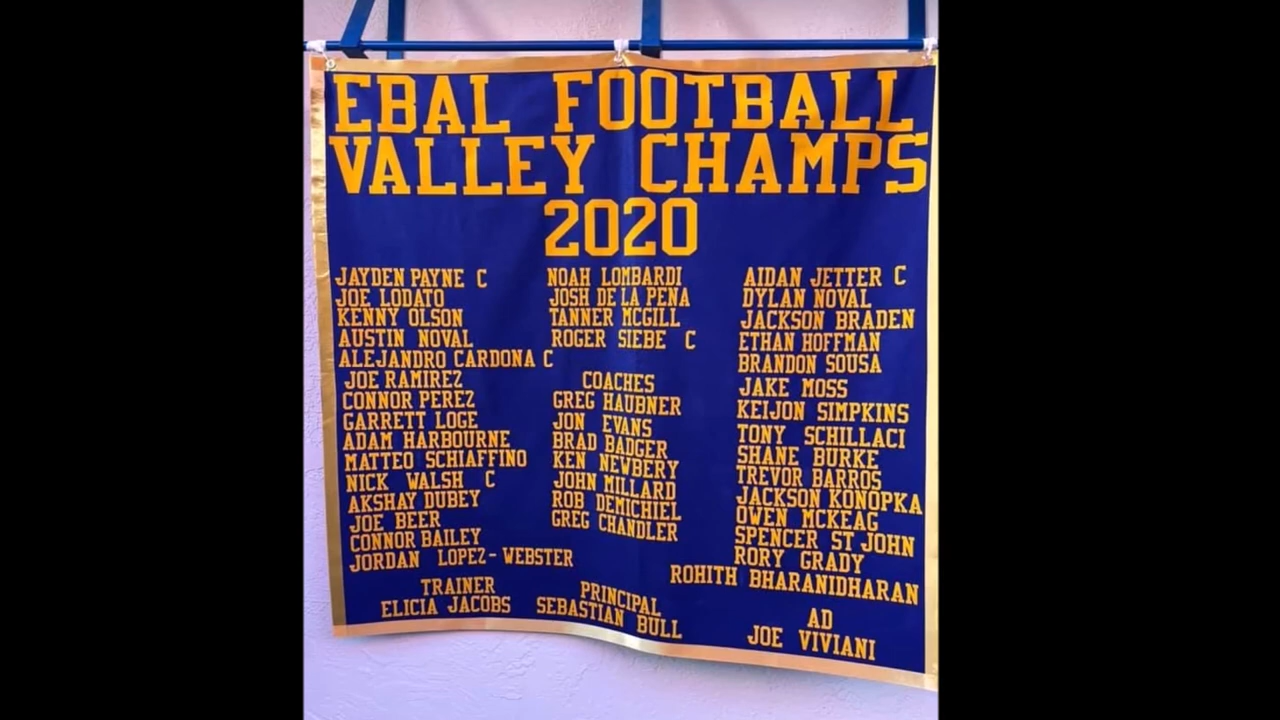 EBAL FOOTBALL
VALLEY CHAMPS
2020
JAYDEN PAYNE C
JOE LODATO
KENNY OLSON
AUSTIN NOVAL
ALEJANDRO CARDONA C
JOE RAMIREZ
CONNOR PEREZ
GARRETT LOGE
ADAM HARBOURNE
MATTEO SCHIAFFINO
NICK WALSH C
AKSHAY DUBEY
JOE BEER
CONNOR BAILEY
JORDAN LOPEZ-WEBSTER
NOAH LOMBARDI
JOSH DE LA PENA
TANNER MCGILL
ROGER SIEBE C
COACHES
GREG HAUBNER
JON EVANS
BRAD BADGER
KEN NEWBERY
JOHN MILLARD
ROB DEMICHIEL
GREG CHANDLER
AIDAN JETTER C
DYLAN NOVAL
JACKSON BRADEN
ETHAN HOFFMAN
BRANDON SOUSA
JAKE MOSS
KEIJON SIMPKINS
TONY SCHILLACI
SHANE BURKE
TREVOR BARROS
JACKSON KONOPKA
OWEN MCKEAG
SPENCER ST JOHN
RORY GRADY
ROHITH BHARANIDHARAN
TRAINER
ELICIA JACOBS
PRINCIPAL
SEBASTIAN BULL
AD
JOE VIVIANI